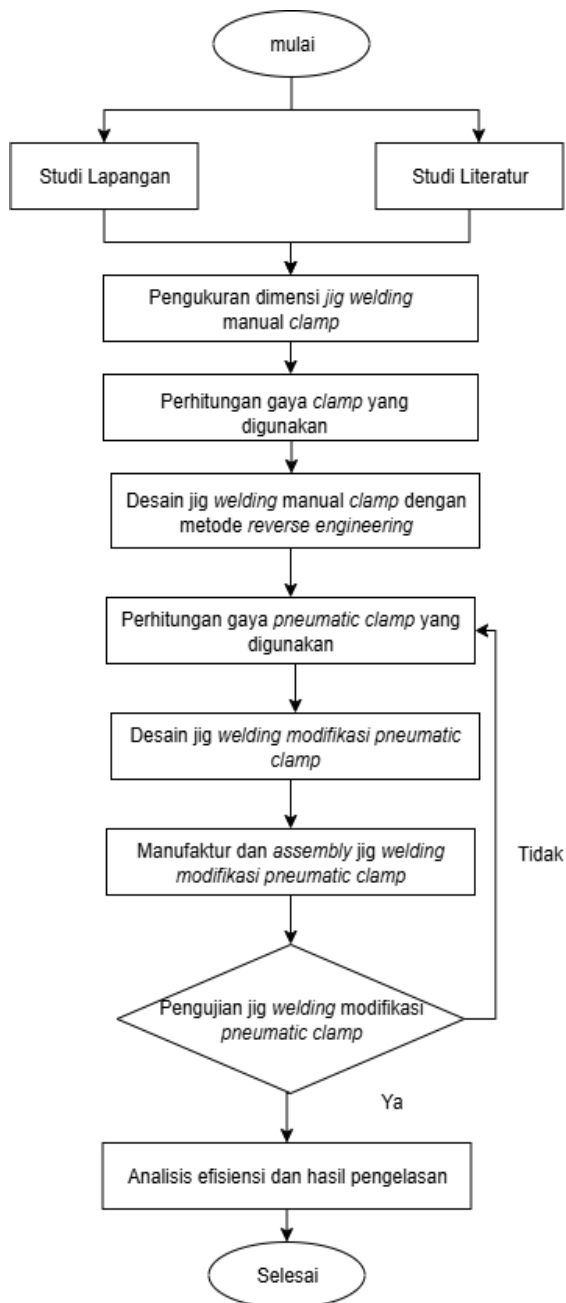 mulai
Studi Lapangan
Studi Literatur
Pengukuran dimensi jig welding
manual clamp
Perhitungan gaya clamp yang
digunakan
Desain jig welding manual clamp dengan
metode reverse engineering
Perhitungan gaya pneumatic clamp yang
digunakan
Desain jig welding modifikasi pneumatic
clamp
Manufaktur dan assembly jig welding
modifikasi pneumatic clamp
Tidak
Pengujian jig welding modifikasi
pneumatic clamp
Ya
Analisis efisiensi dan hasil pengelasan
Selesai